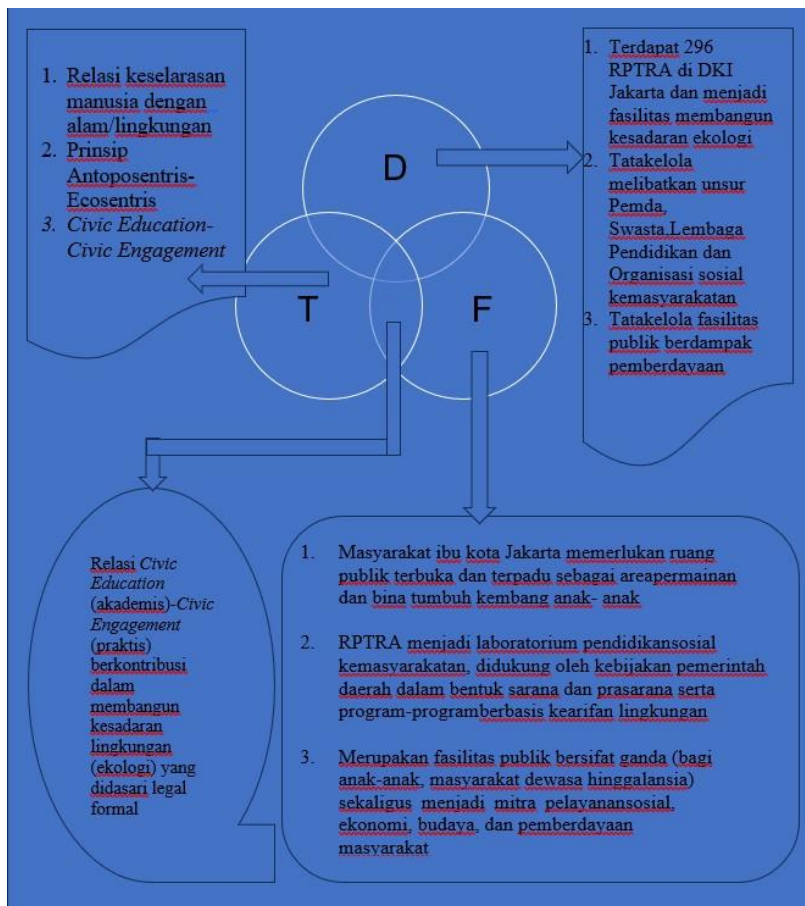 1. Relasi keselarasan
manusia dengan
alam/lingkungan
2. Prinsip
Antoposentris-
Ecosentris
3. Civic Education-
Civic Engagement
D
T
F
1. Terdapat 296
RPTRA di DKI
Jakarta dan menjadi
fasilitas membangun
kesadaran ekologi
2. Tatakelola
melibatkan unsur
Pemda,
Swasta,Lembaga
Pendidikan dan
Organisasi sosial
kemasyarakatan
3. Tatakelola fasilitas
publik berdampak
pemberdayaan
Relasi Civic
Education
(akademis)-Civic
Engagement
(praktis)
berkontribusi
dalam
membangun
kesadaran
lingkungan
(ekologi) yang
didasari legal
formal
1. Masyarakat ibu kota Jakarta memerlukan ruang
publik terbuka dan terpadu sebagai areapermainan
dan bina tumbuh kembang anak- anak
2. RPTRA menjadi laboratorium pendidikansosial
kemasyarakatan, didukung oleh kebijakan pemerintah
daerah dalam bentuk sarana dan prasarana serta
program-programberbasis kearifan lingkungan
3. Merupakan fasilitas publik bersifat ganda (bagi
anak-anak, masyarakat dewasa hinggalansia)
sekaligus menjadi mitra pelayanansosial,
ekonomi, budaya, dan pemberdayaan
masyarakat